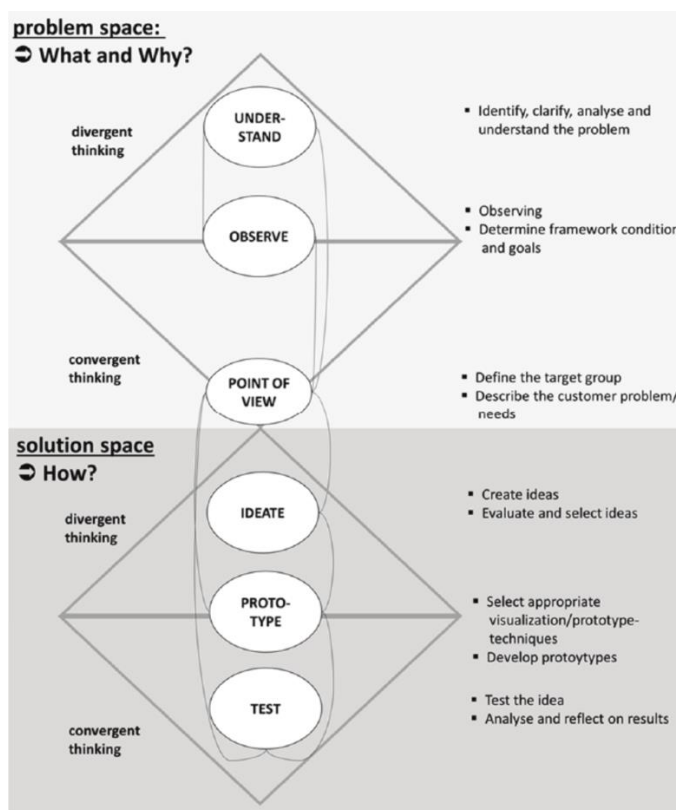 problem space:
➲ What and Why?
divergent
thinking
UNDER-
STAND
▪ Identify, clarify, analyse and
understand the problem
OBSERVE
▪ Observing
▪ Determine framework condition
and goals
convergent
thinking
POINT OF
VIEW
▪ Define the target group
▪ Describe the customer problem/
needs
solution space
➲ How?
divergent
thinking
IDEATE
▪ Create ideas
▪ Evaluate and select ideas
PROTO-
TYPE
▪ Select appropriate
visualization/prototype-
techniques
▪ Develop protoytypes
convergent
thinking
TEST
▪ Test the idea
▪ Analyse and reflect on results